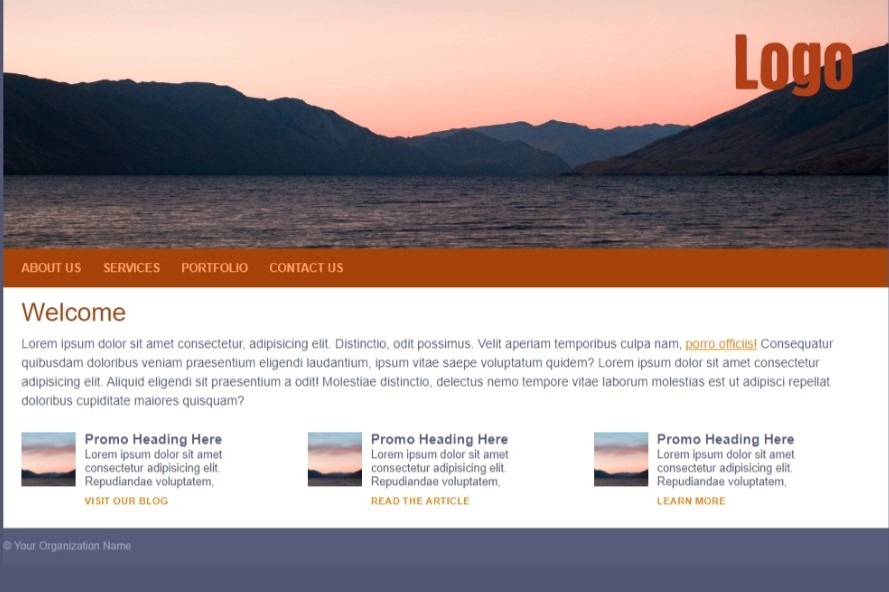 Logo
ABOUT US SERVICES PORTFOLIO CONTACT US
Welcome
Lorem ipsum dolor sit amet consectetur, adipisicing elit. Distinctio, odit possimus. Velit aperiam temporibus culpa nam, porro officiis! Consequatur
quibusdam doloribus veniam praesentium eligendi laudantium, ipsum vitae saepe voluptatum quidem? Lorem ipsum dolor sit amet consectetur
adipisicing elit. Aliquid eligendi sit praesentium a odit! Molestiae distinctio, delectus nemo tempore vitae laborum molestias est ut adipisci repellat
doloribus cupiditate maiores quisquam?
Promo Heading Here
Lorem ipsum dolor sit amet
consectetur adipisicing elit.
Repudiandae voluptatem,
VISIT OUR BLOG
Promo Heading Here
Lorem ipsum dolor sit amet
consectetur adipisicing elit.
Repudiandae voluptatem,
READ THE ARTICLE
Promo Heading Here
Lorem ipsum dolor sit amet
consectetur adipisicing elit.
Repudiandae voluptatem,
LEARN MORE
© Your Organization Name